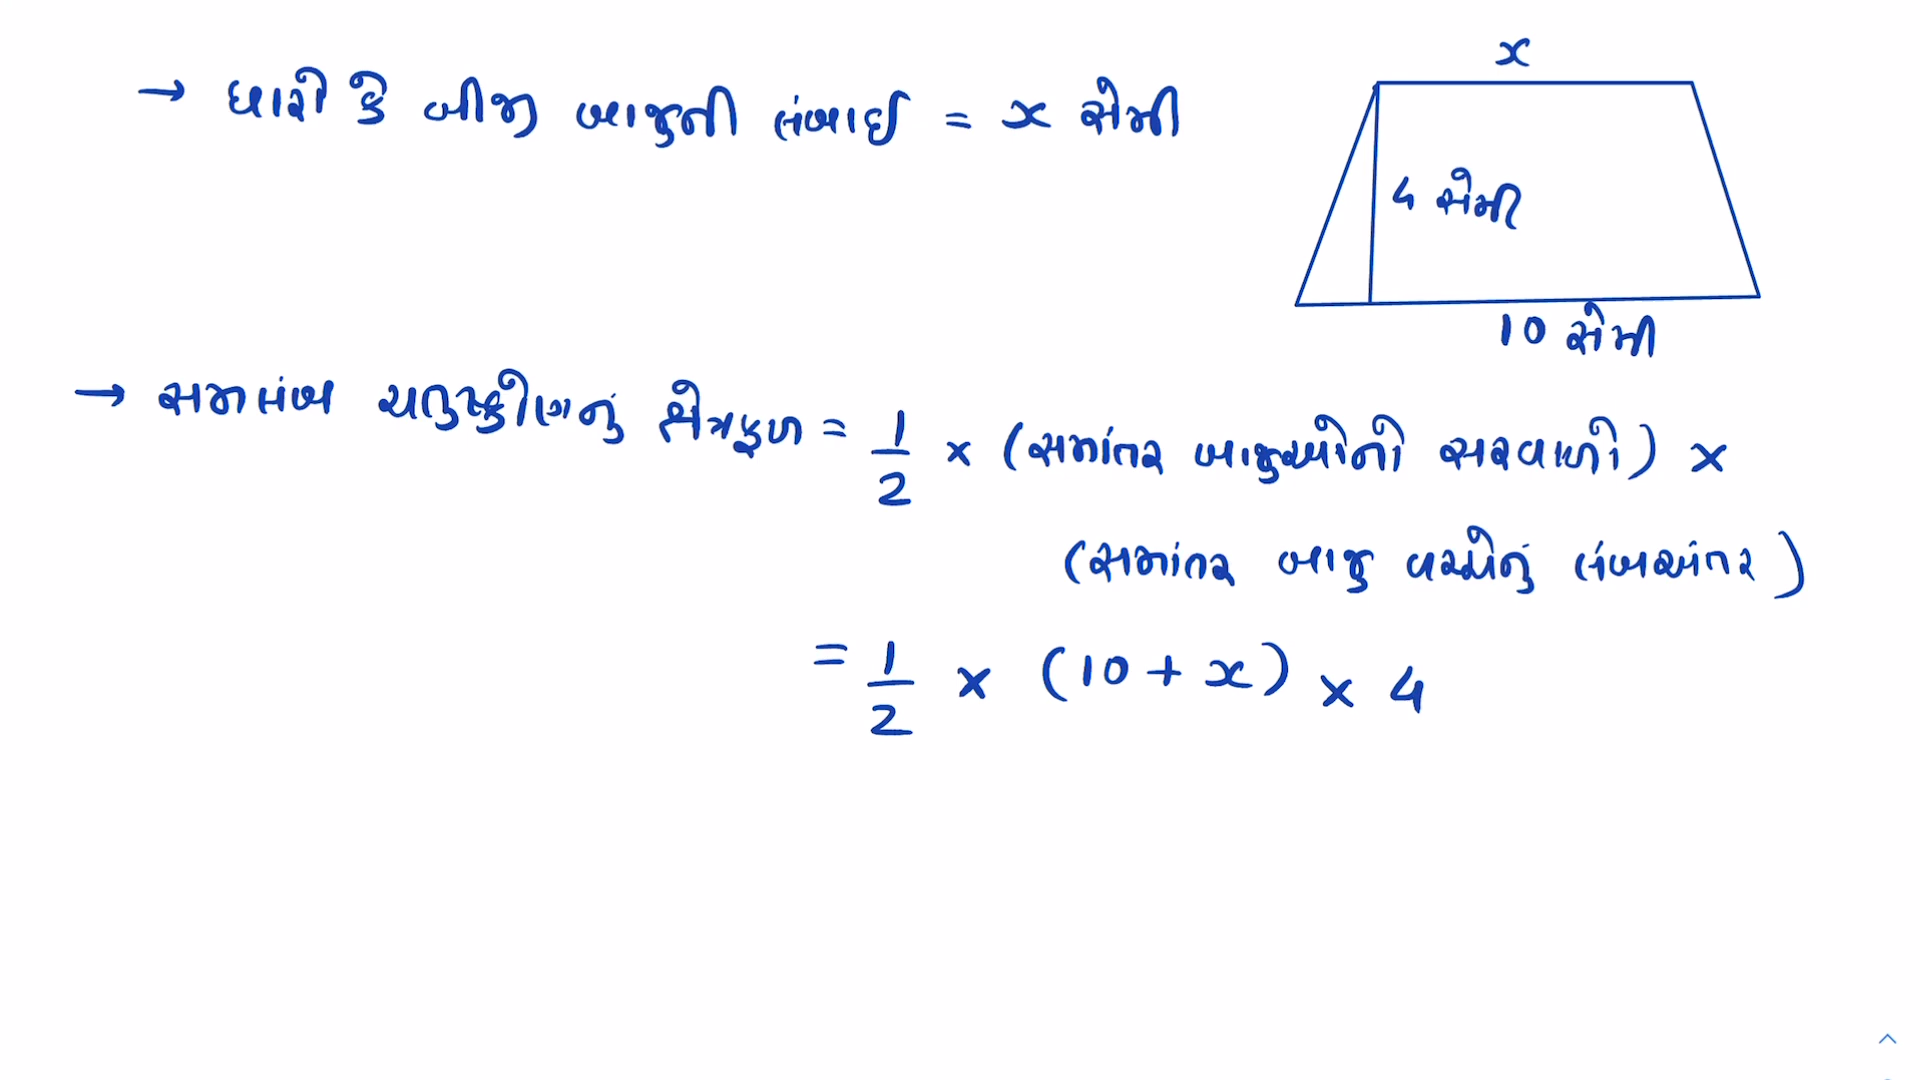 → ધારો કે બીજી બાજુની લંબાઈ = x સેમી
x
4 સેમી
10 સેમી
→ સમલંબ ચતુષ્કોણનું ક્ષેત્રફળ = 1/2 × (સમાંતર બાજુઓનો સરવાળો) ×
(સમાંતર બાજુ વચ્ચેનું લંબઅંતર)
= 1/2 × (10 + x) × 4